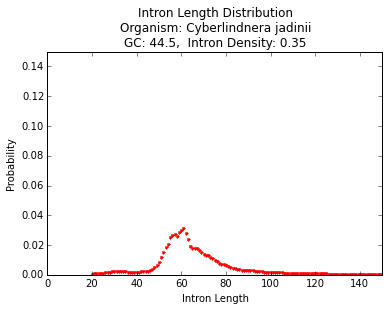 Intron Length Distribution
Organism: Cyberlindnera jadinii
GC: 44.5,  Intron Density: 0.35
0.14
0.12
0.10
0.08
0.06
0.04
0.02
0.00
Probability
0 20 40 60 80 100 120 140
Intron Length